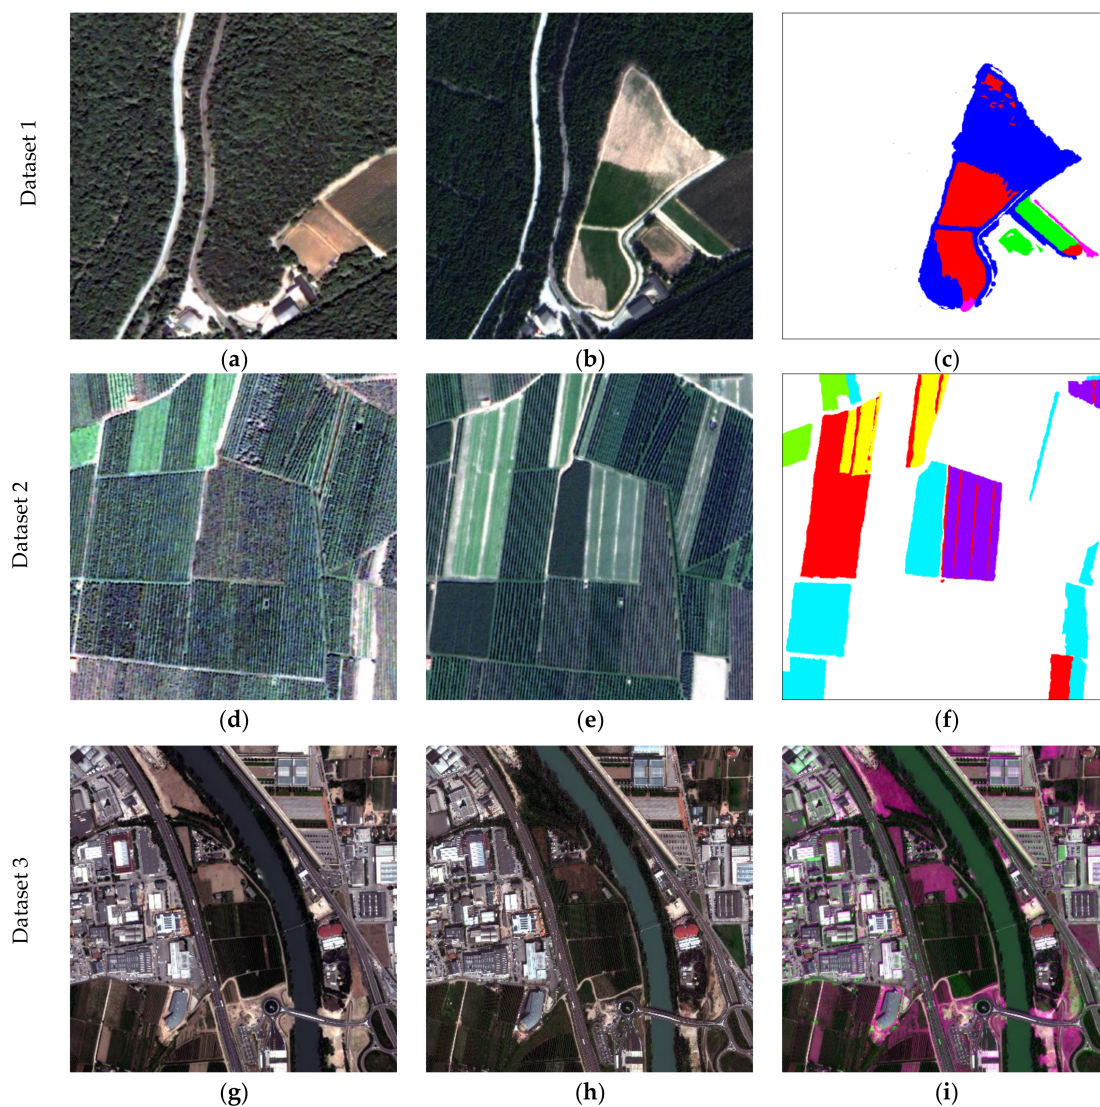 Dataset 1
(a) (b) (c)
Dataset 2
(d) (e) (f)
Dataset 3
(g) (h) (i)